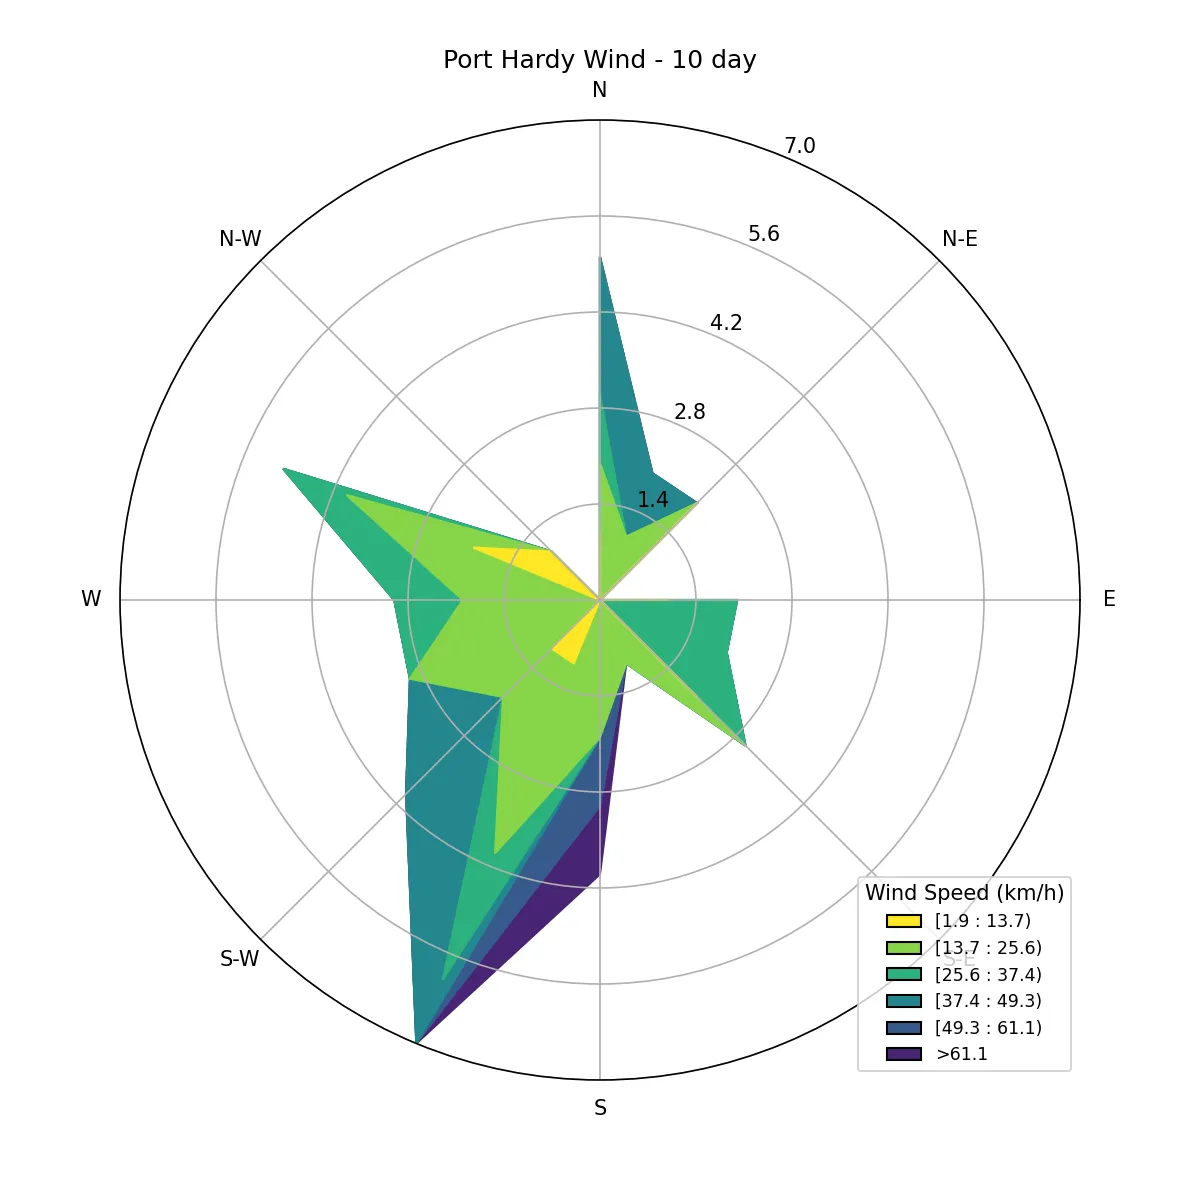 Port Hardy Wind - 10 day
N
7.0
N-W
N-E
5.6
4.2
2.8
1.4
W
E
S-W
S-E
S
Wind Speed (km/h)
[1.9 : 13.7)
[13.7 : 25.6)
[25.6 : 37.4)
[37.4 : 49.3)
[49.3 : 61.1)
>61.1